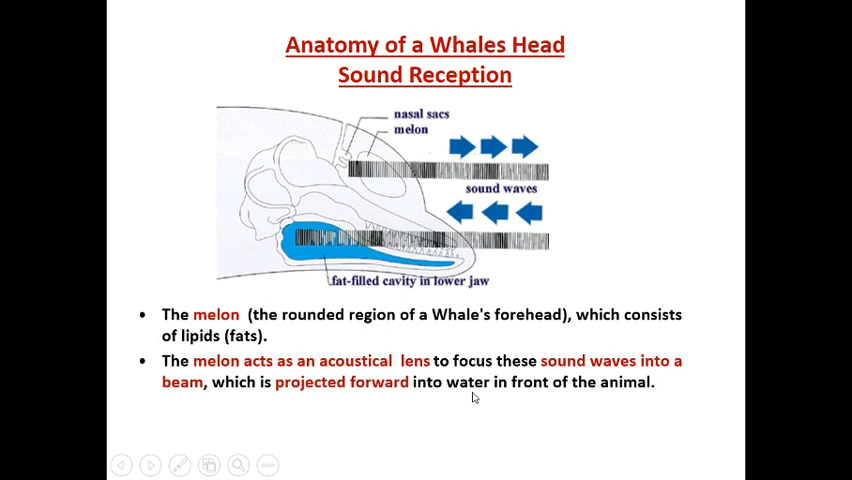 Anatomy of a Whales Head
Sound Reception
nasal sacs
melon
sound waves
fat-filled cavity in lower jaw
• The melon (the rounded region of a Whale's forehead), which consists
of lipids (fats).
• The melon acts as an acoustical lens to focus these sound waves into a
beam, which is projected forward into water in front of the animal.